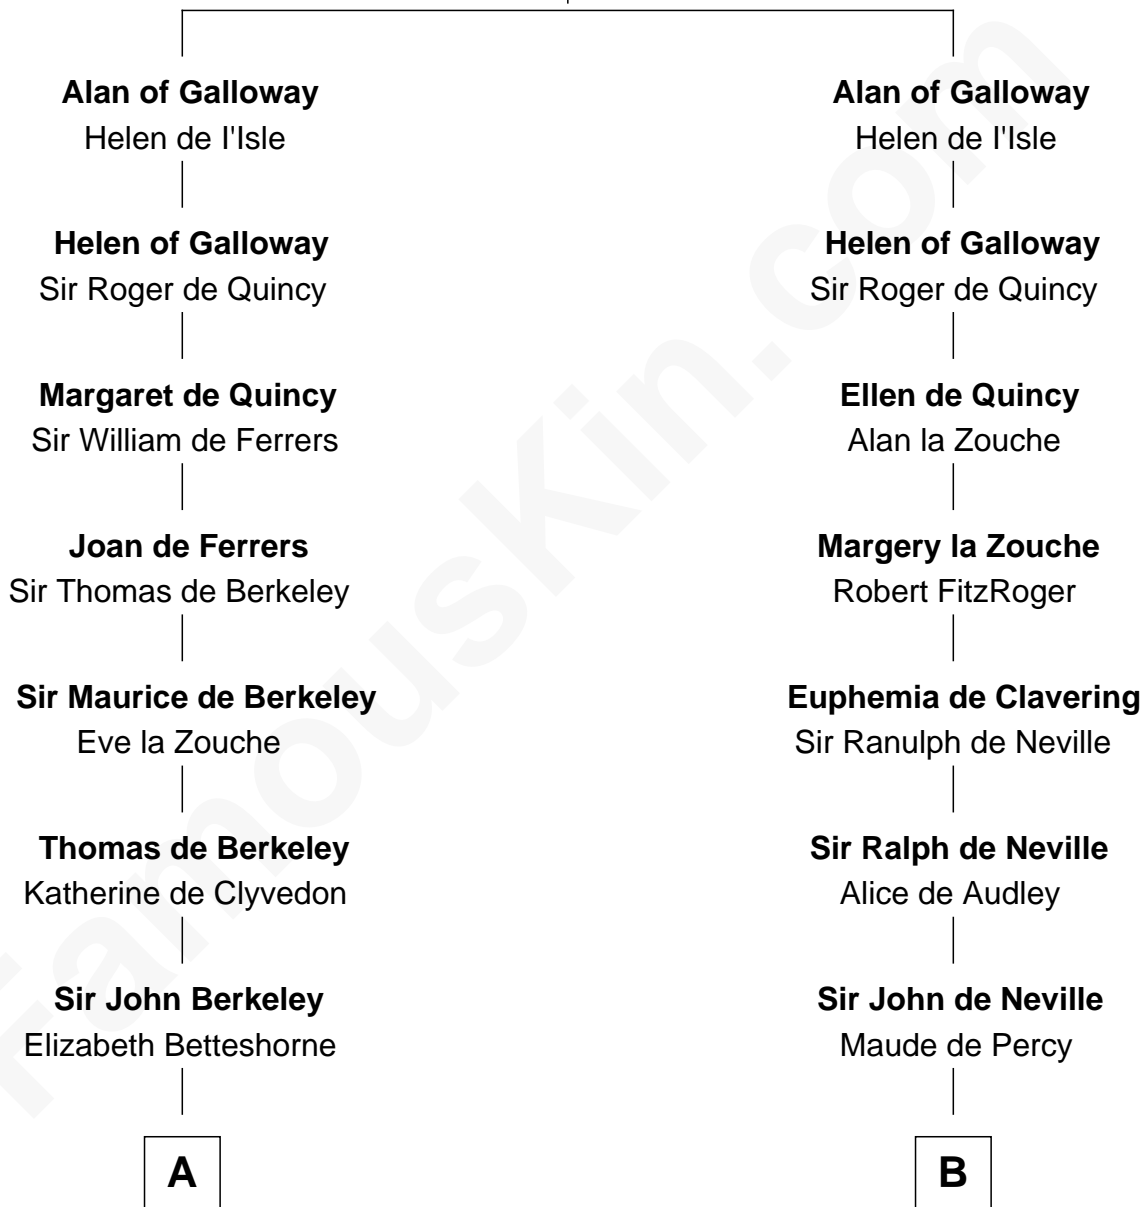 Alan of Galloway
Helen de I'Isle
Helen of Galloway
Sir Roger de Quincy
Margaret de Quincy
Sir William de Ferrers
Joan de Ferrers
Sir Thomas de Berkeley
Sir Maurice de Berkeley
Eve la Zouche
Thomas de Berkeley
Katherine de Clyvedon
Sir John Berkeley
Elizabeth Betteshorne
A
Alan of Galloway
Helen de I'Isle
Helen of Galloway
Sir Roger de Quincy
Ellen de Quincy
Alan la Zouche
Margery la Zouche
Robert FitzRoger
Euphemia de Clavering
Sir Ranulph de Neville
Sir Ralph de Neville
Alice de Audley
Sir John de Neville
Maude de Percy
B
FamousKin.com